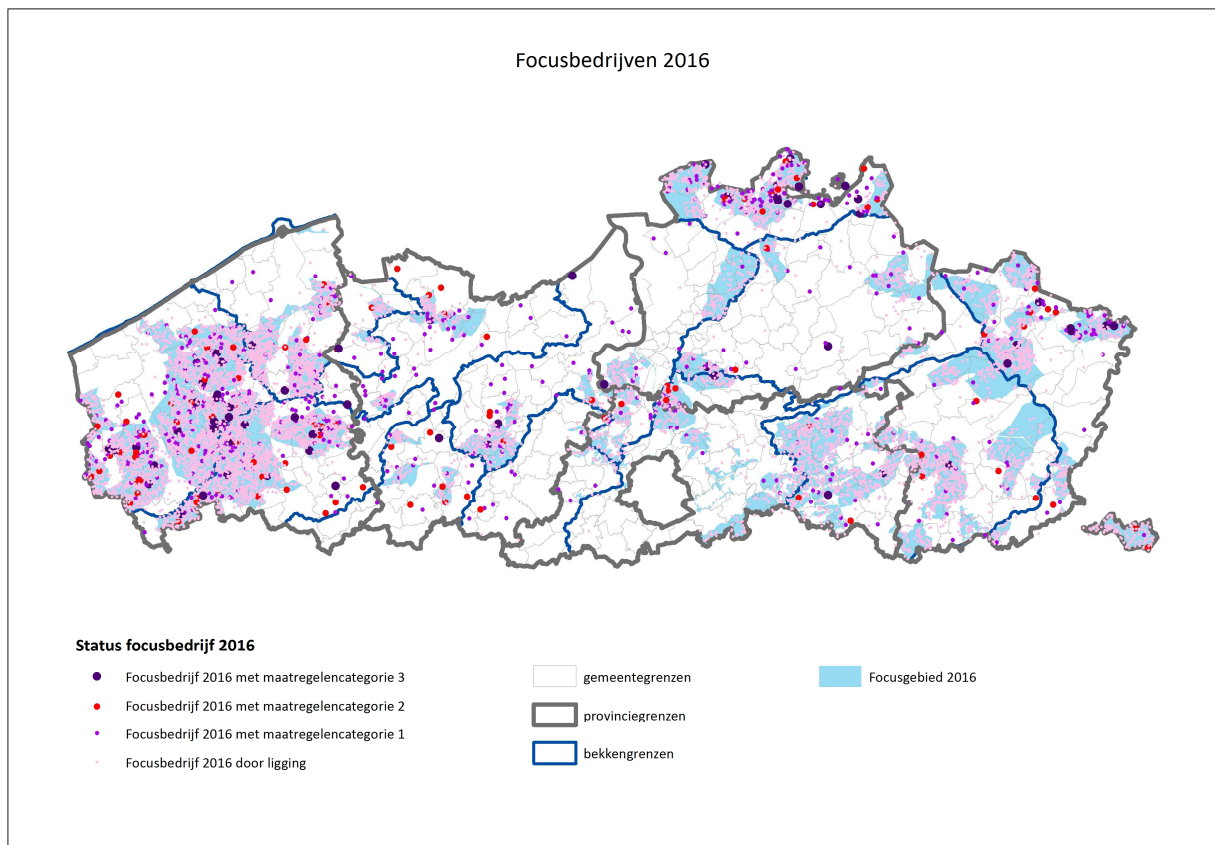 Focusbedrijven 2016
Status focusbedrijf 2016
Focusbedrijf 2016 met maatregelencategorie 3
Focusbedrijf 2016 met maatregelencategorie 2
Focusbedrijf 2016 met maatregelencategorie 1
Focusbedrijf 2016 door ligging
gemeentegrenzen
provinciegrenzen
bekkengrenzen
Focusgebied 2016